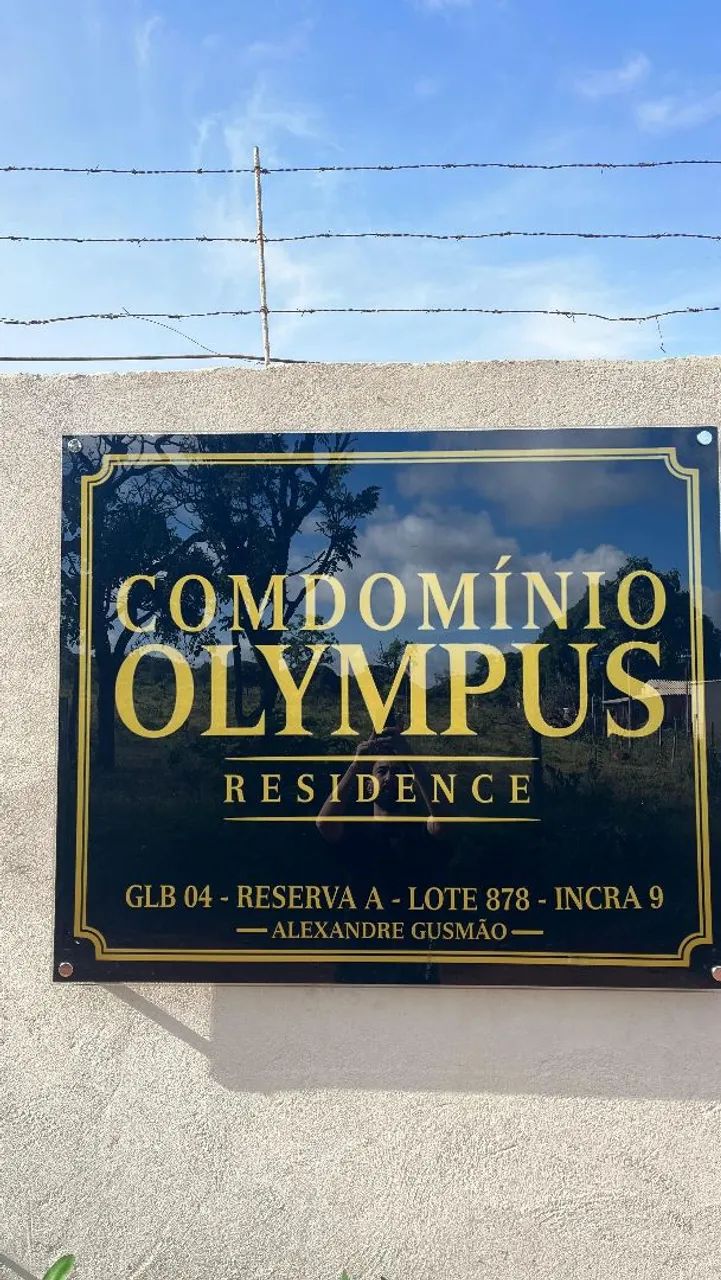 COMDOMÍNIO
OLYMPUS
RESIDENCE
GLB 04 - RESERVA A - LOTE 878 - INCRA 9
ALEXANDRE GUSMÃO